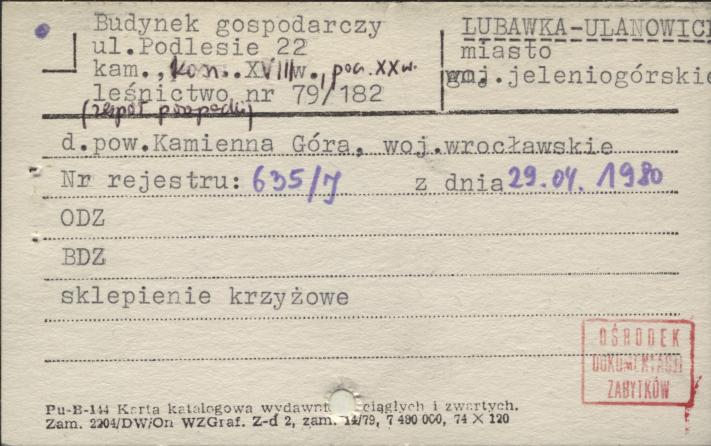 Budynek gospodarczy
ul.Podlesie 22
kam., kon. XVIII w., poc. XX w.
leśnictwo nr 79/182
(zespół
LUBAWKA-ULANOWIC
miasto
woj.jeleniogórskie
d.pow.Kamienna Góra, woj.wrocławskie
Nr rejestru: 635/J z dnia 29.04. 1980
ODZ
BDZ
sklepienie krzyżowe
OŚRODEK
DOKUMENTACJI
ZABYTKÓW
Pu-B-144 Karta katalogowa wydawnictw ciągłych i zwartych.
Zam. 2204/DW/On WZGraf. Z-d 2, zam. 14/79, 7 490 000, 74 X 120